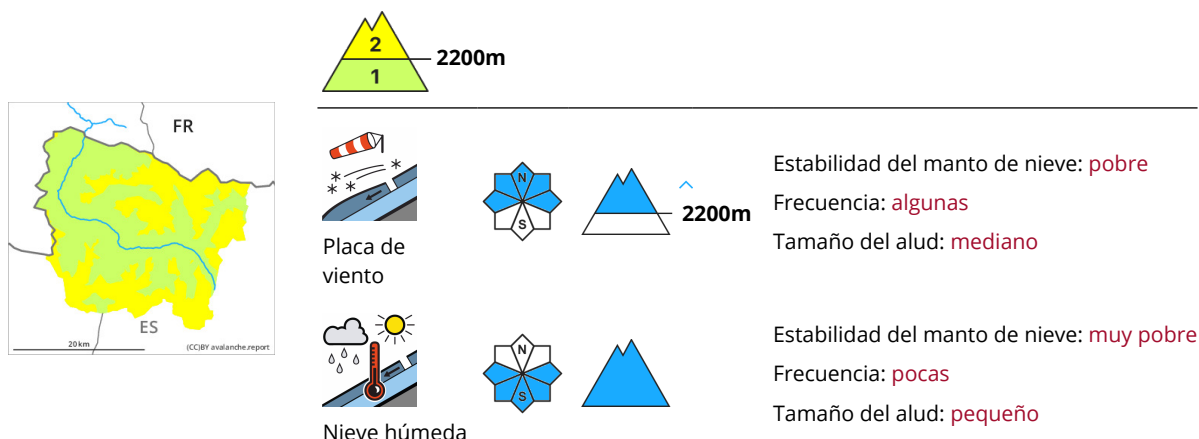 2
2200m
1
FR
ES
20 km
(CC)BY avalanche.report
Placa de
viento
N
S
2200m
Estabilidad del manto de nieve: pobre
Frecuencia: algunas
Tamaño del alud: mediano
Nieve húmeda
N
S
Estabilidad del manto de nieve: muy pobre
Frecuencia: pocas
Tamaño del alud: pequeño